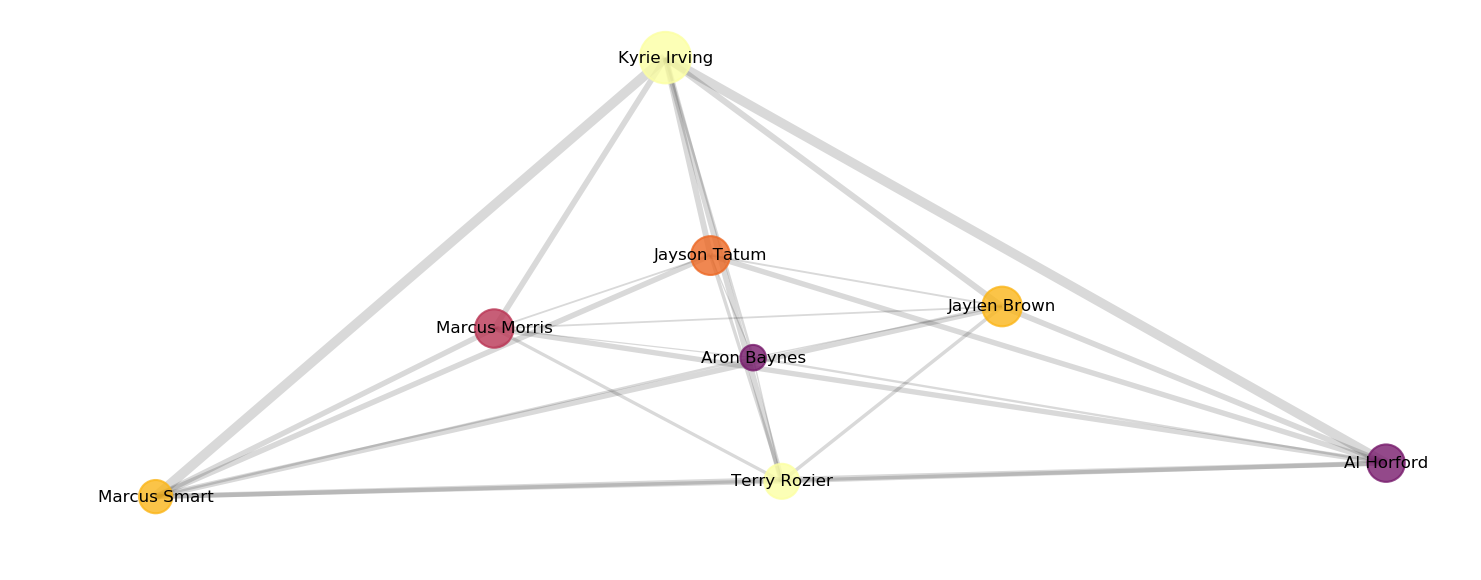 Kyrie Irving
Jayson Tatum
Jaylen Brown
Marcus Morris
Aron Baynes
Al Horford
Terry Rozier
Marcus Smart